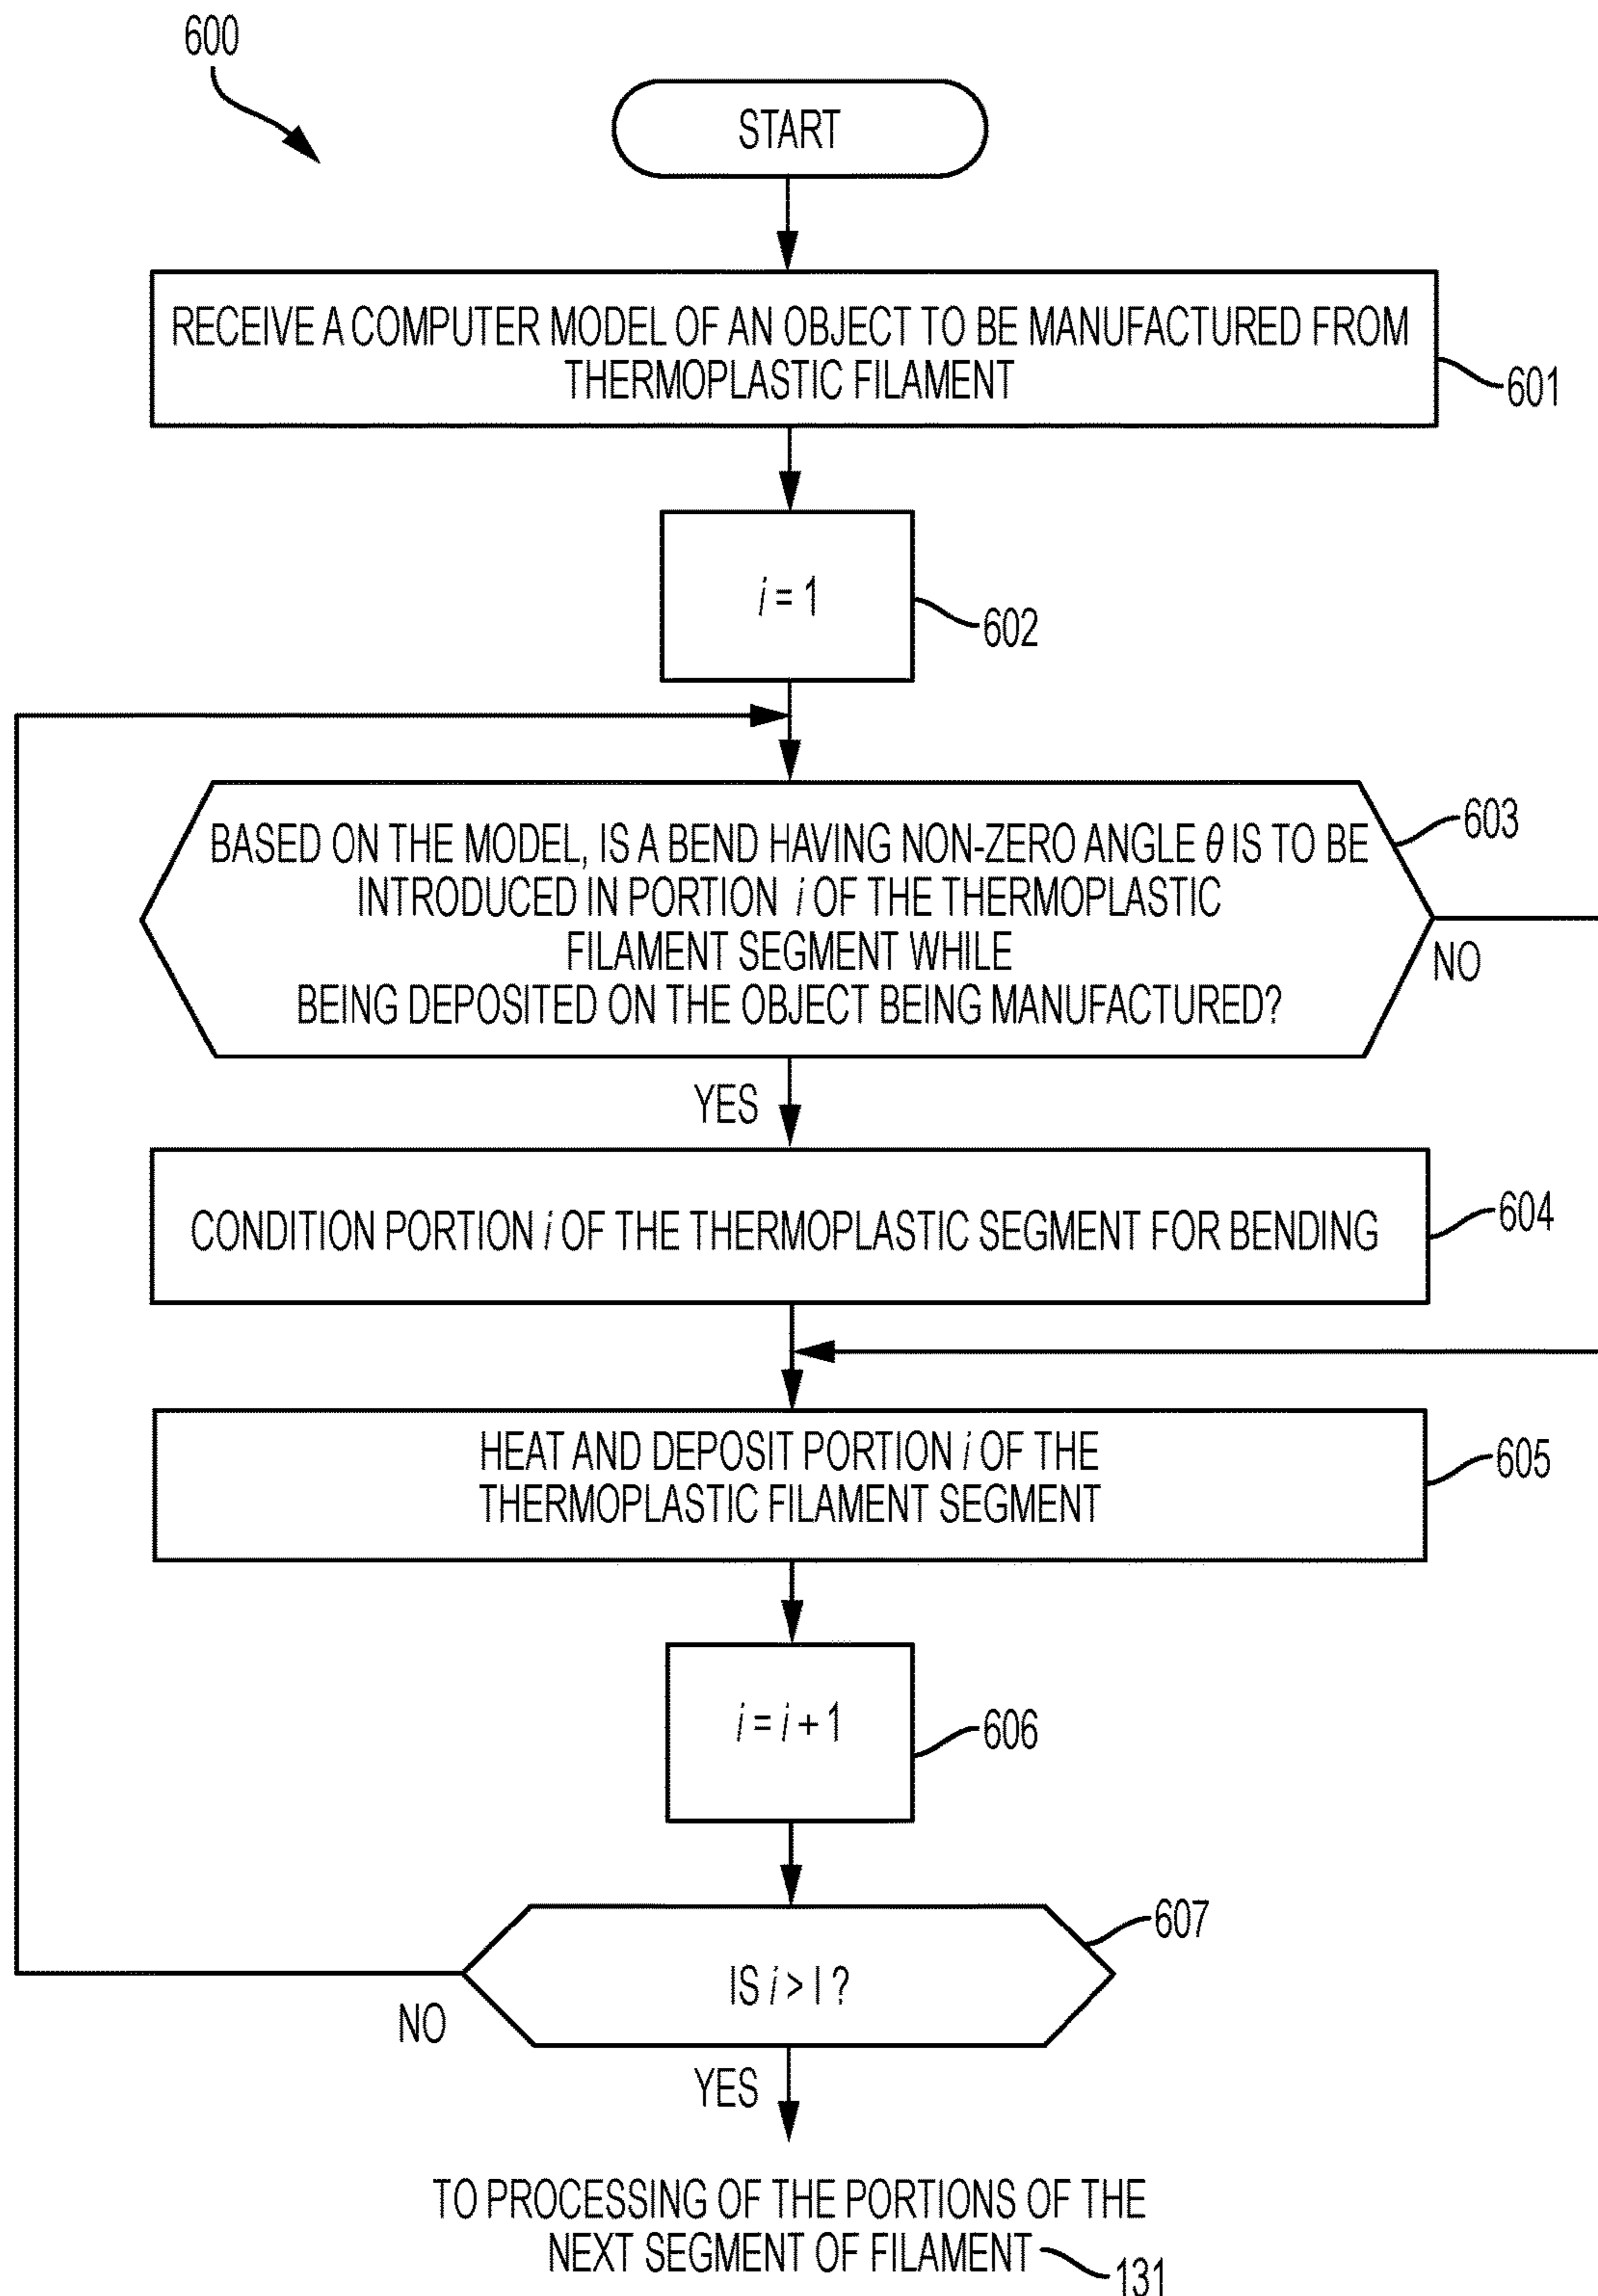 600
START
RECEIVE A COMPUTER MODEL OF AN OBJECT TO BE MANUFACTURED FROM
THERMOPLASTIC FILAMENT
601
i = 1
602
603
BASED ON THE MODEL, IS A BEND HAVING NON-ZERO ANGLE θ IS TO BE
INTRODUCED IN PORTION i OF THE THERMOPLASTIC
FILAMENT SEGMENT WHILE
BEING DEPOSITED ON THE OBJECT BEING MANUFACTURED?
NO
YES
CONDITION PORTION i OF THE THERMOPLASTIC SEGMENT FOR BENDING
604
HEAT AND DEPOSIT PORTION i OF THE
THERMOPLASTIC FILAMENT SEGMENT
605
i = i + 1
606
607
IS i > I ?
NO
YES
TO PROCESSING OF THE PORTIONS OF THE
NEXT SEGMENT OF FILAMENT
131